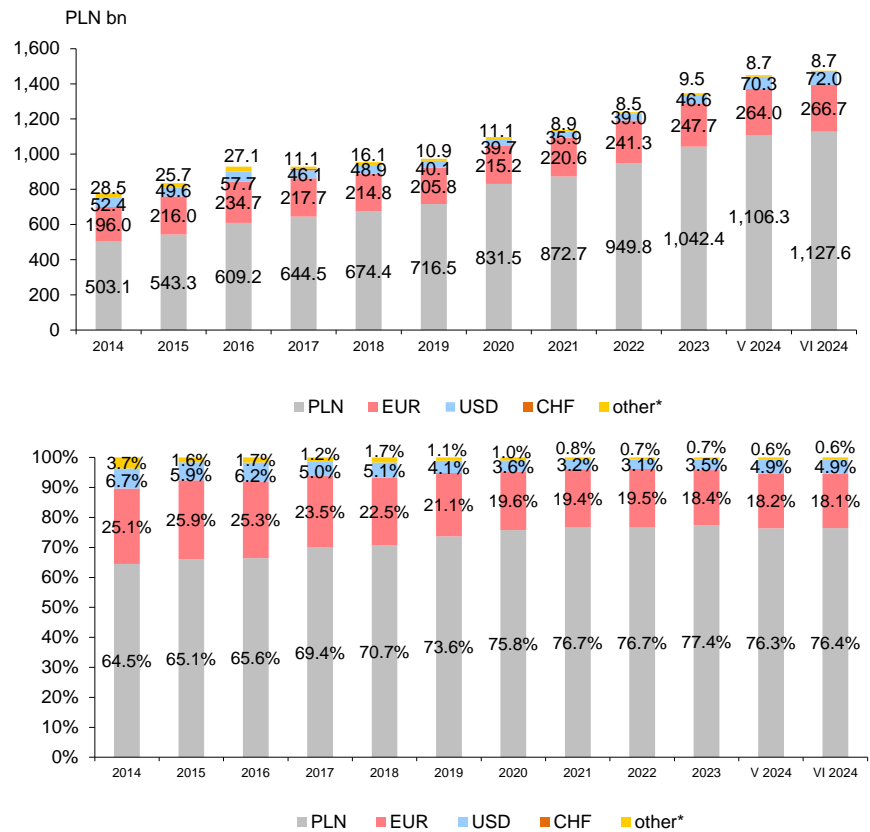 PLN bn
1,600
1,400
1,200
1,000
800
600
400
200
0
28.5 25.7 27.1 11.1 16.1 10.9 11.1 8.9 8.5 9.5 8.7 8.7
52.4 49.6 57.7 46.1 48.9 40.1 39.7 35.9 39.0 46.6 70.3 72.0
196.0 216.0 234.7 217.7 214.8 205.8 215.2 220.6 241.3 247.7 264.0 266.7
503.1 543.3 609.2 644.5 674.4 716.5 831.5 872.7 949.8 1,042.4 1,106.3 1,127.6
2014 2015 2016 2017 2018 2019 2020 2021 2022 2023 V 2024 VI 2024
PLN EUR USD CHF other*
100%
90%
80%
70%
60%
50%
40%
30%
20%
10%
0%
3.7% 1.6% 1.7% 1.2% 1.7% 1.1% 1.0% 0.8% 0.7% 0.7% 0.6% 0.6%
6.7% 5.9% 6.2% 5.0% 5.1% 4.1% 3.6% 3.2% 3.1% 3.5% 4.9% 4.9%
25.1% 25.9% 25.3% 23.5% 22.5% 21.1% 19.6% 19.4% 19.5% 18.4% 18.2% 18.1%
64.5% 65.1% 65.6% 69.4% 70.7% 73.6% 75.8% 76.7% 76.7% 77.4% 76.3% 76.4%
2014 2015 2016 2017 2018 2019 2020 2021 2022 2023 V 2024 VI 2024
PLN EUR USD CHF other*